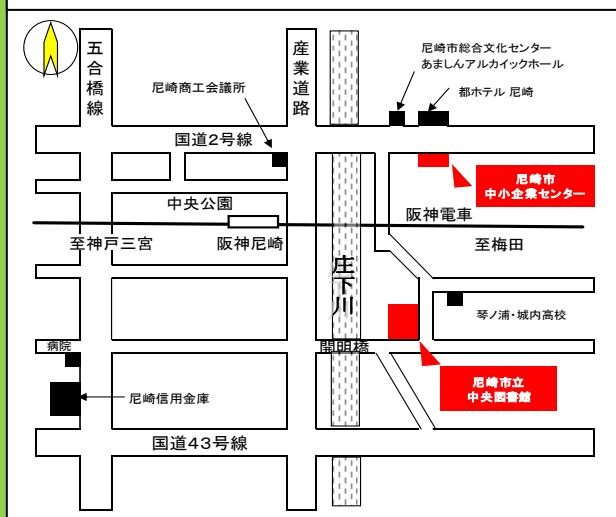 五合橋線
産業道路
尼崎市総合文化センター
あましんアルカイックホール
尼崎商工会議所
都ホテル 尼崎
国道2号線
尼崎市
中小企業センター
中央公園
阪神電車
至神戸三宮
阪神尼崎
至梅田
庄下川
琴ノ浦・城内高校
病院
開明橋
尼崎市立
中央図書館
尼崎信用金庫
国道43号線